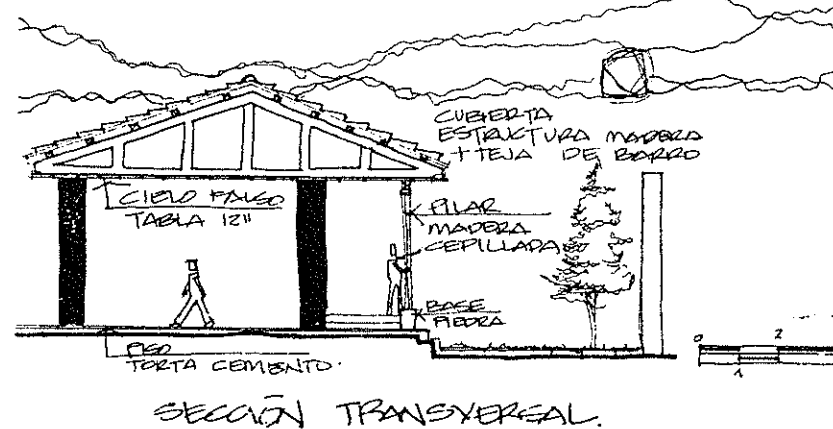 CUBIERTA
ESTRUCTURA MADERA
+ TEJA DE BARRO
CIELO FALSO
TABLA 12"
PILAR
MADERA
CEPILLADA
BASE
PIEDRA
PISO
TORTA CEMENTO.
0 2
1
SECCIÓN TRANSVERSAL.